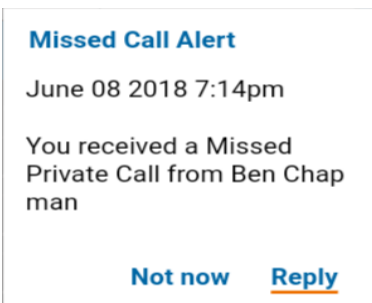 Missed Call Alert
June 08 2018 7:14pm
You received a Missed
Private Call from Ben Chap
man
Not now Reply